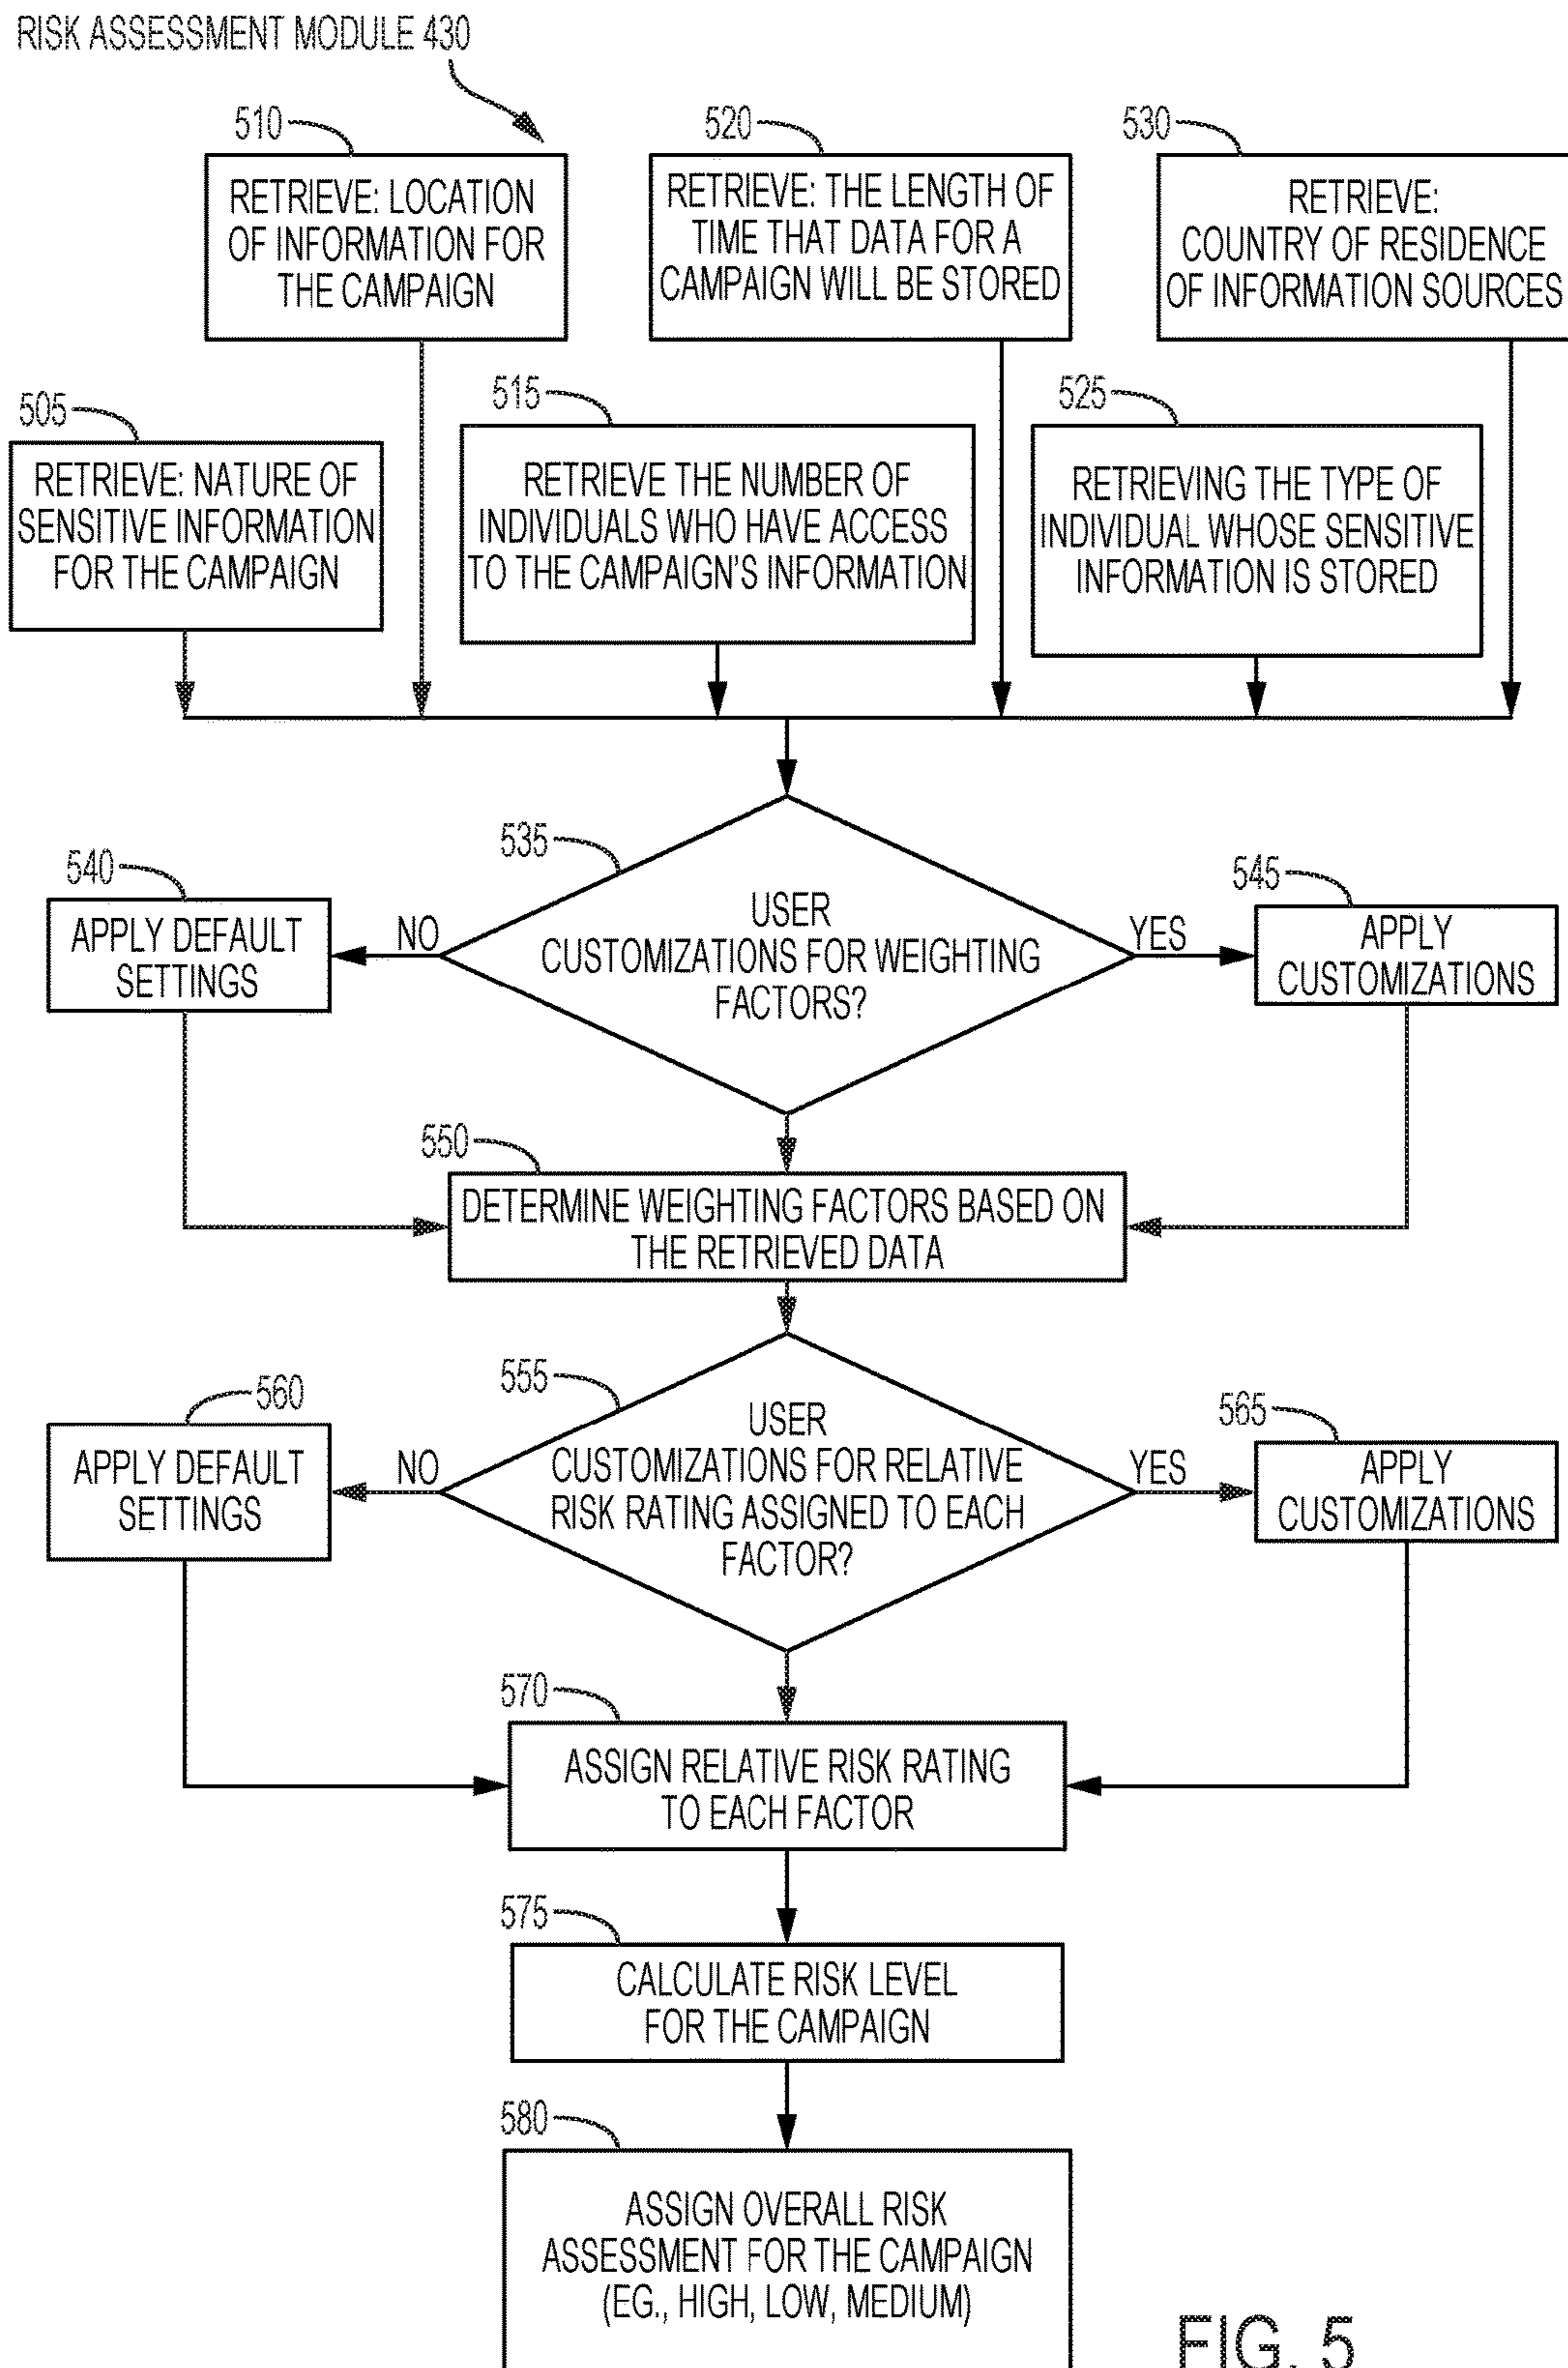 RISK ASSESSMENT MODULE 430
510
RETRIEVE: LOCATION
OF INFORMATION FOR
THE CAMPAIGN
520
RETRIEVE: THE LENGTH OF
TIME THAT DATA FOR A
CAMPAIGN WILL BE STORED
530
RETRIEVE:
COUNTRY OF RESIDENCE
OF INFORMATION SOURCES
505
RETRIEVE: NATURE OF
SENSITIVE INFORMATION
FOR THE CAMPAIGN
515
RETRIEVE THE NUMBER OF
INDIVIDUALS WHO HAVE ACCESS
TO THE CAMPAIGN'S INFORMATION
525
RETRIEVING THE TYPE OF
INDIVIDUAL WHOSE SENSITIVE
INFORMATION IS STORED
535
USER
CUSTOMIZATIONS FOR WEIGHTING
FACTORS?
NO
YES
540
APPLY DEFAULT
SETTINGS
545
APPLY
CUSTOMIZATIONS
550
DETERMINE WEIGHTING FACTORS BASED ON
THE RETRIEVED DATA
555
USER
CUSTOMIZATIONS FOR RELATIVE
RISK RATING ASSIGNED TO EACH
FACTOR?
NO
YES
560
APPLY DEFAULT
SETTINGS
565
APPLY
CUSTOMIZATIONS
570
ASSIGN RELATIVE RISK RATING
TO EACH FACTOR
575
CALCULATE RISK LEVEL
FOR THE CAMPAIGN
580
ASSIGN OVERALL RISK
ASSESSMENT FOR THE CAMPAIGN
(EG., HIGH, LOW, MEDIUM)
FIG. 5